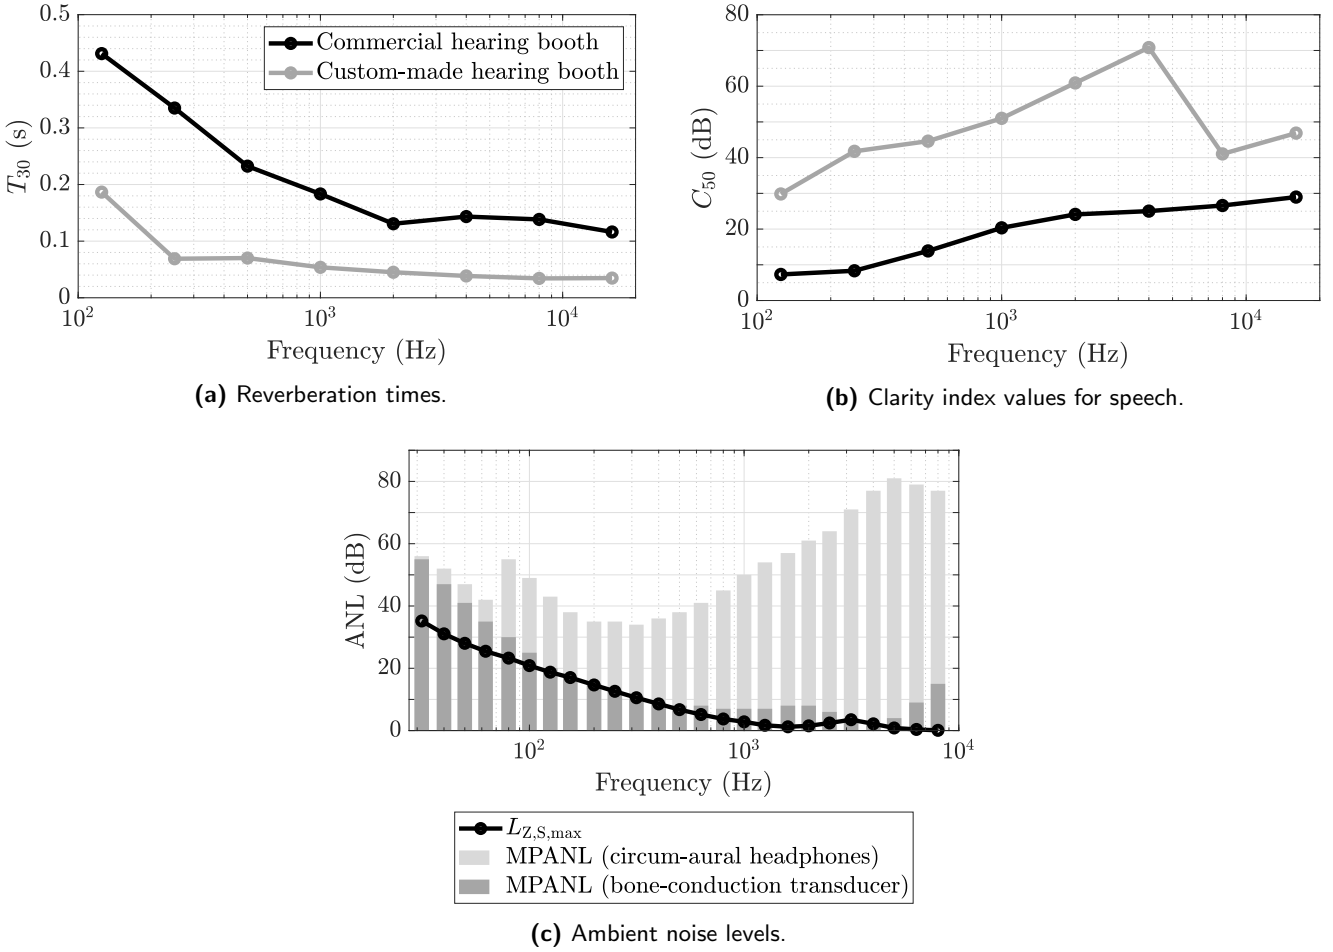 0.5
0.4
0.3
0.2
0.1
0
T30 (s)
Commercial hearing booth
Custom-made hearing booth
10^2 10^3 10^4
Frequency (Hz)
(a) Reverberation times.
80
60
40
20
0
C50 (dB)
10^2 10^3 10^4
Frequency (Hz)
(b) Clarity index values for speech.
80
60
40
20
0
ANL (dB)
10^2 10^3 10^4
Frequency (Hz)
LZ,S,max
MPANL (circum-aural headphones)
MPANL (bone-conduction transducer)
(c) Ambient noise levels.